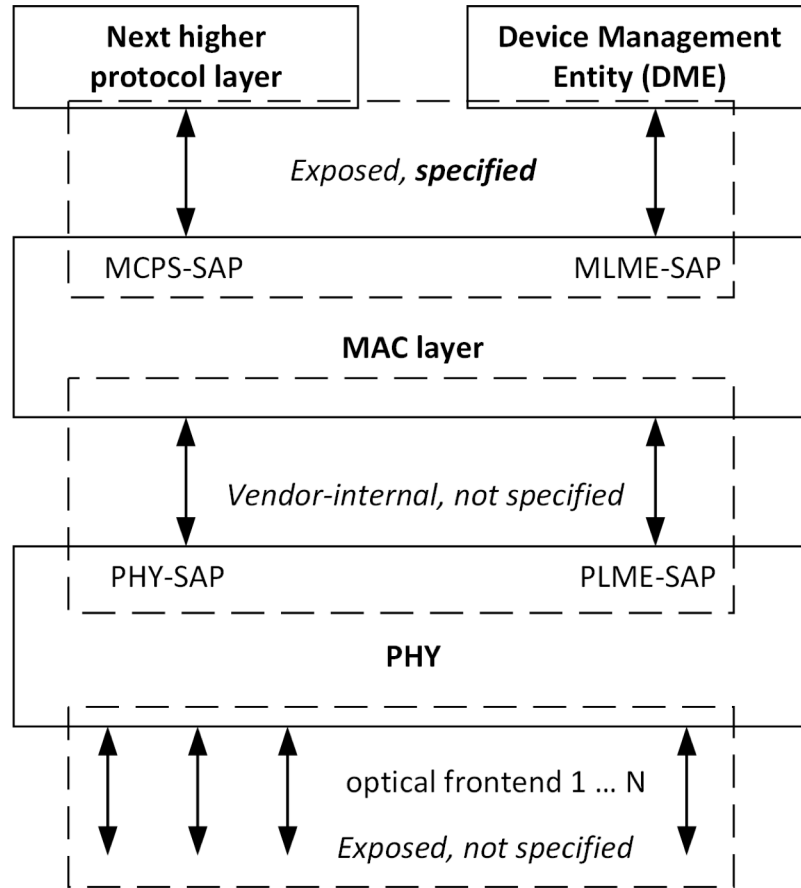 Next higher
protocol layer
Device Management
Entity (DME)
Exposed, specified
MCPS-SAP
MLME-SAP
MAC layer
Vendor-internal, not specified
PHY-SAP
PLME-SAP
PHY
optical frontend 1 ... N
Exposed, not specified